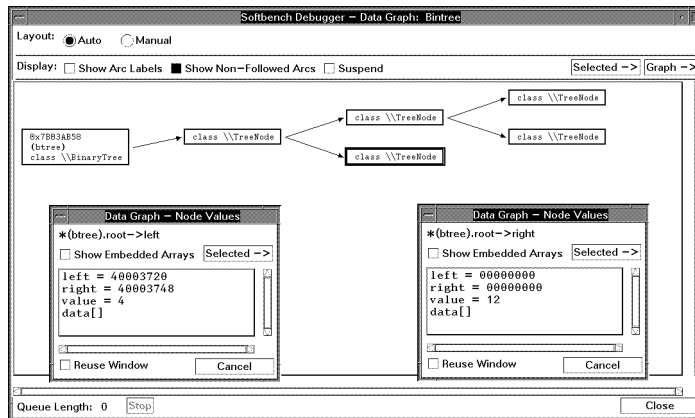 Softbench Debugger – Data Graph: Bintree
Layout: Auto Manual
Display: Show Arc Labels Show Non–Followed Arcs Suspend Selected –> Graph –>
class \\TreeNode
class \\TreeNode
0x7B03AB58
(btree)
class \\BinaryTree
class \\TreeNode
class \\TreeNode
class \\TreeNode
Data Graph – Node Values
*(btree).root–>left
Show Embedded Arrays Selected –>
left = 40003720
right = 40003748
value = 4
data[]
Reuse Window Cancel
Data Graph – Node Values
*(btree).root–>right
Show Embedded Arrays Selected –>
left = 00000000
right = 00000000
value = 12
data[]
Reuse Window Cancel
Queue Length: 0 Stop Close